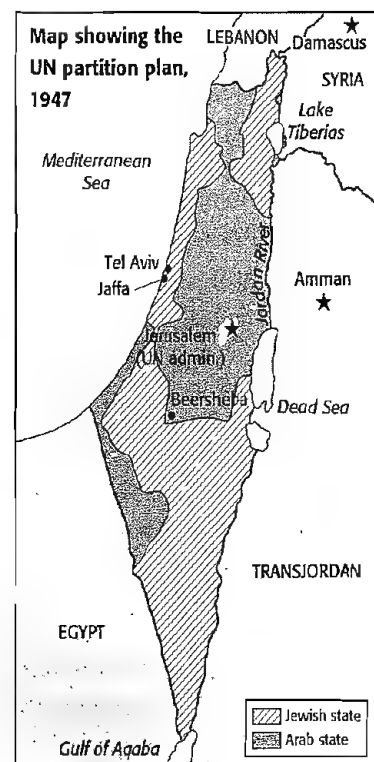 Map showing the
UN partition plan,
1947
LEBANON
Damascus
SYRIA
Lake
Tiberias
Mediterranean
Sea
Tel Aviv
Jaffa
Jordan River
Amman
Jerusalem
(UN admin.)
Beersheba
Dead Sea
TRANSJORDAN
EGYPT
Jewish state
Arab state
Gulf of Aqaba